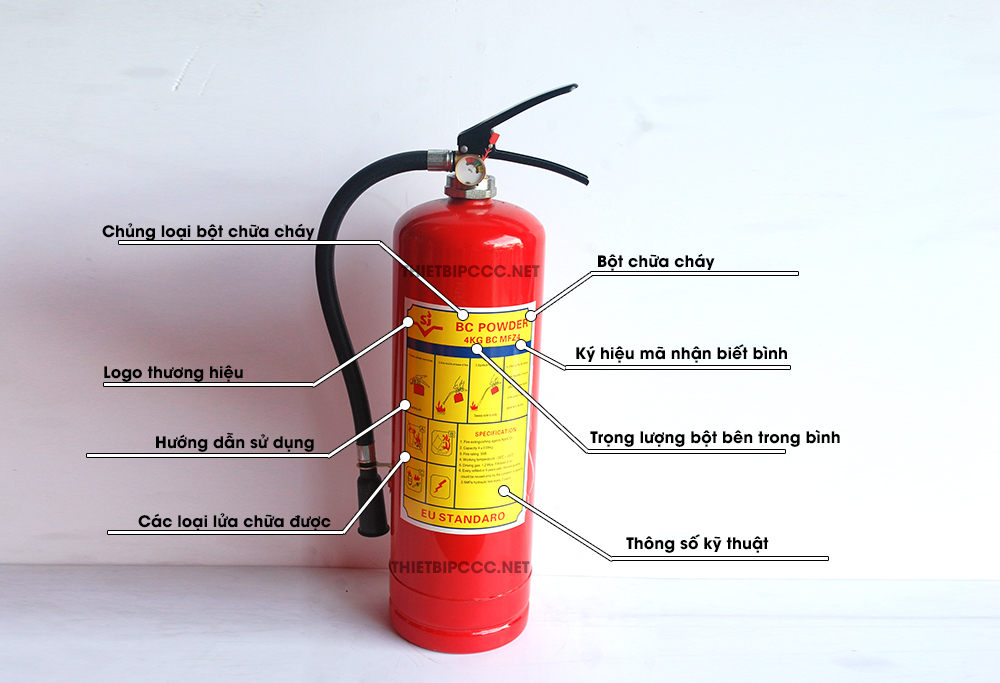 Chủng loại bột chữa cháy
Bột chữa cháy
THIETBIPCCC.NET
SJ
BC POWDER
4KG BC MFZ4
Logo thương hiệu
Ký hiệu mã nhận biết bình
Hướng dẫn sử dụng
Trọng lượng bột bên trong bình
SPECIFICATION:
Các loại lửa chữa được
EU STANDARO
Thông số kỹ thuật
THIETBIPCCC.NET